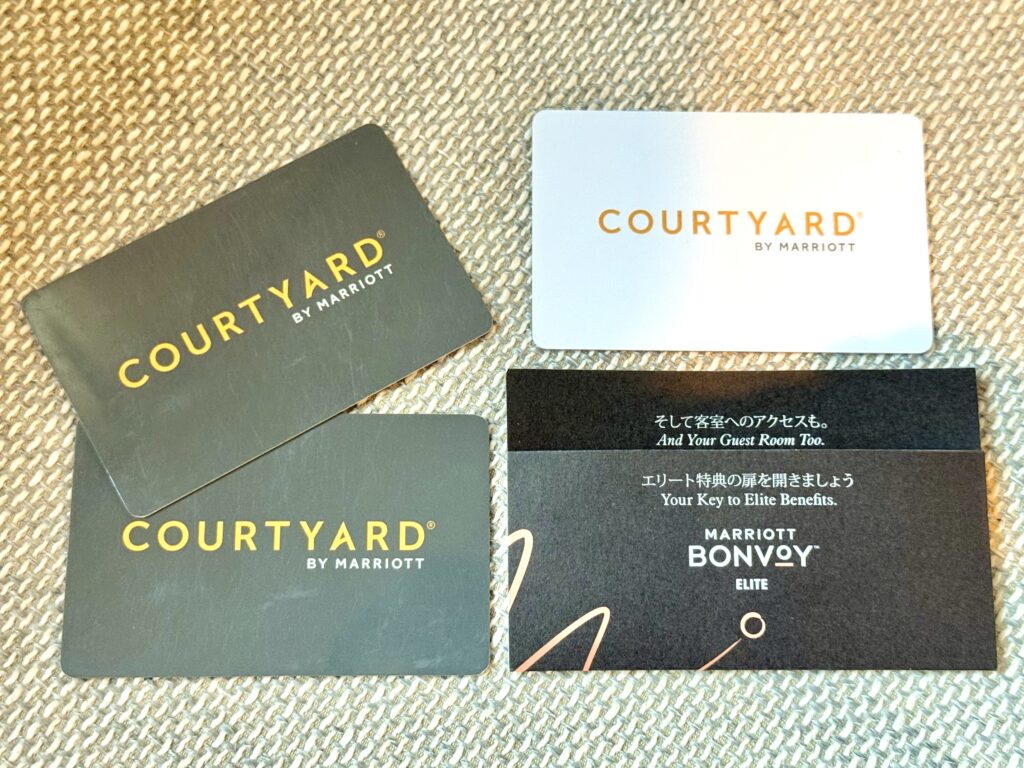 COURTYARD®
BY MARRIOTT
COURTYARD®
BY MARRIOTT
COURTYARD®
BY MARRIOTT
そして客室へのアクセスも。
And Your Guest Room Too.
エリート特典の扉を開きましょう
Your Key to Elite Benefits.
MARRIOTT
BONVOY™
ELITE